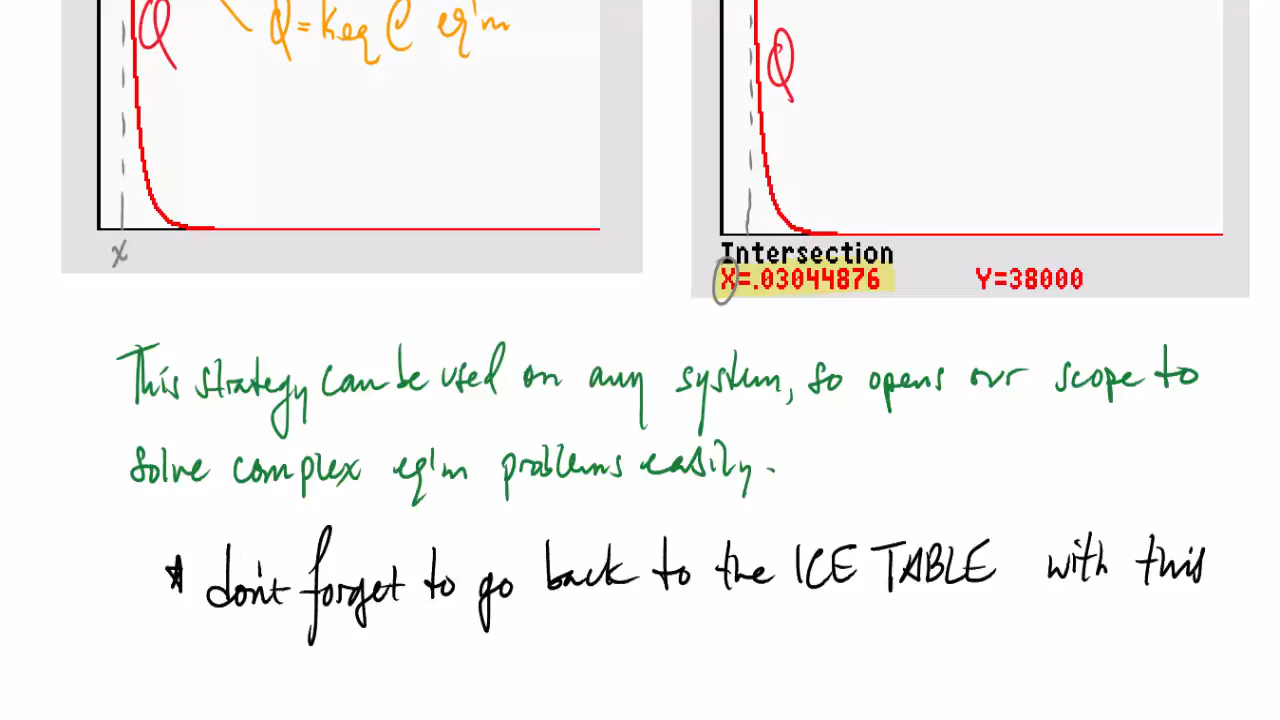 Q Q = Keq @ eq'm
Q
x
Intersection
X=.03044876 Y=38000
This strategy can be used on any system, so opens our scope to
solve complex eq'm problems easily.
* don't forget to go back to the ICE TABLE with this